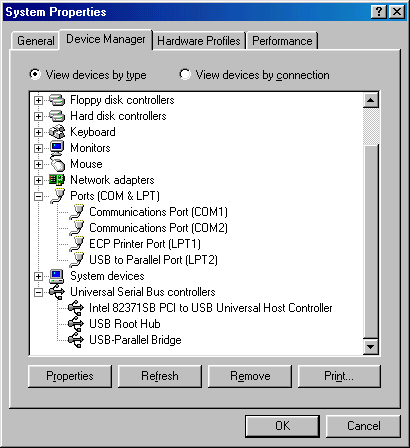 System Properties
General Device Manager Hardware Profiles Performance
View devices by type View devices by connection
Floppy disk controllers
Hard disk controllers
Keyboard
Monitors
Mouse
Network adapters
Ports (COM & LPT)
Communications Port (COM1)
Communications Port (COM2)
ECP Printer Port (LPT1)
USB to Parallel Port (LPT2)
System devices
Universal Serial Bus controllers
Intel 82371SB PCI to USB Universal Host Controller
USB Root Hub
USB-Parallel Bridge
Properties Refresh Remove Print...
OK Cancel